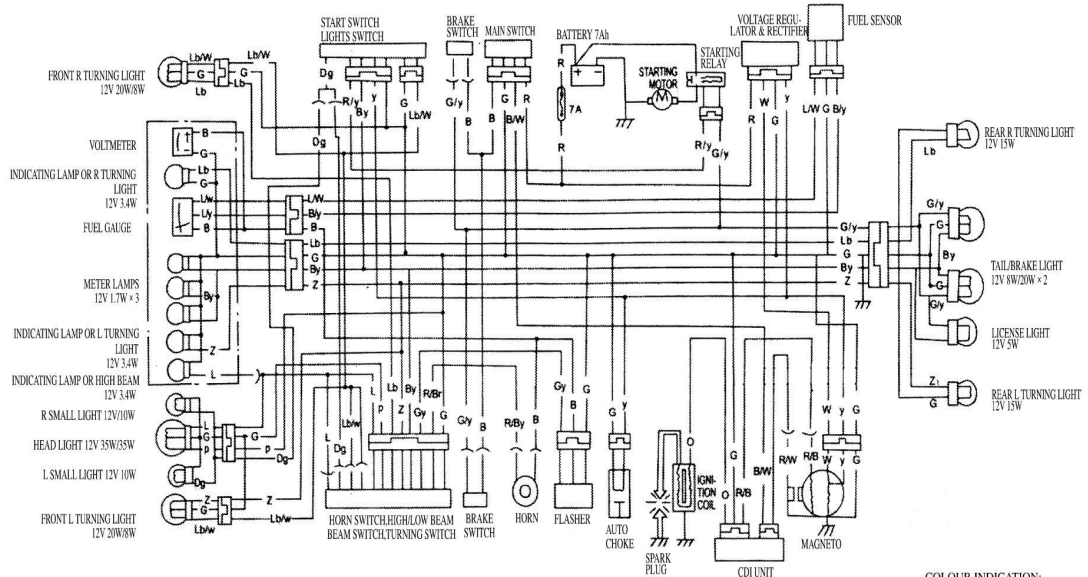 START SWITCH
LIGHTS SWITCH
BRAKE
SWITCH
MAIN SWITCH
BATTERY 7Ah
VOLTAGE REGU-
LATOR & RECTIFIER
FUEL SENSOR
STARTING
RELAY
STARTING
MOTOR
7A
FRONT R TURNING LIGHT
12V 20W/8W
Lb/W
G
Lb
Lb/W
Lb
Dg
R/y
By
y
G
Lb/W
Dg
G/y
B
B
G
B/W
R
R
R
R/y
G/y
R
W
G
y
L/W
G
B/y
VOLTMETER
B
G
INDICATING LAMP OR R TURNING
LIGHT
12V 3.4W
Lb
G
FUEL GAUGE
L/w
L/y
B
L/W
B/y
B
Lb
G
By
Z
METER LAMPS
12V 1.7W × 3
By
INDICATING LAMP OR L TURNING
LIGHT
12V 3.4W
Z
INDICATING LAMP OR HIGH BEAM
12V 3.4W
L
R SMALL LIGHT 12V/10W
HEAD LIGHT 12V 35W/35W
L
G
P
G
P
Dg
L SMALL LIGHT 12V 10W
Dg
FRONT L TURNING LIGHT
12V 20W/8W
Z
G
Lb/w
Z
G
Lb/w
REAR R TURNING LIGHT
12V 15W
Lb
G/y
Lb
G
By
Z
G/y
G
By
G
G/y
TAIL/BRAKE LIGHT
12V 8W/20W × 2
LICENSE LIGHT
12V 5W
REAR L TURNING LIGHT
12V 15W
Z
G
L
Dg
Lb/w
L
P
Lb
Z
By
Gy
R/Br
G
G/y
B
R/By
B
Gy
B
G
G
y
O
O
G
R/B
B/W
R/W
R/B
W
y
G
W
y
G
HORN SWITCH,HIGH/LOW BEAM
BEAM SWITCH,TURNING SWITCH
BRAKE
SWITCH
HORN
FLASHER
AUTO
CHOKE
SPARK
PLUG
IGNI
TION
COIL
CDI UNIT
MAGNETO
COLOUR INDICATION: